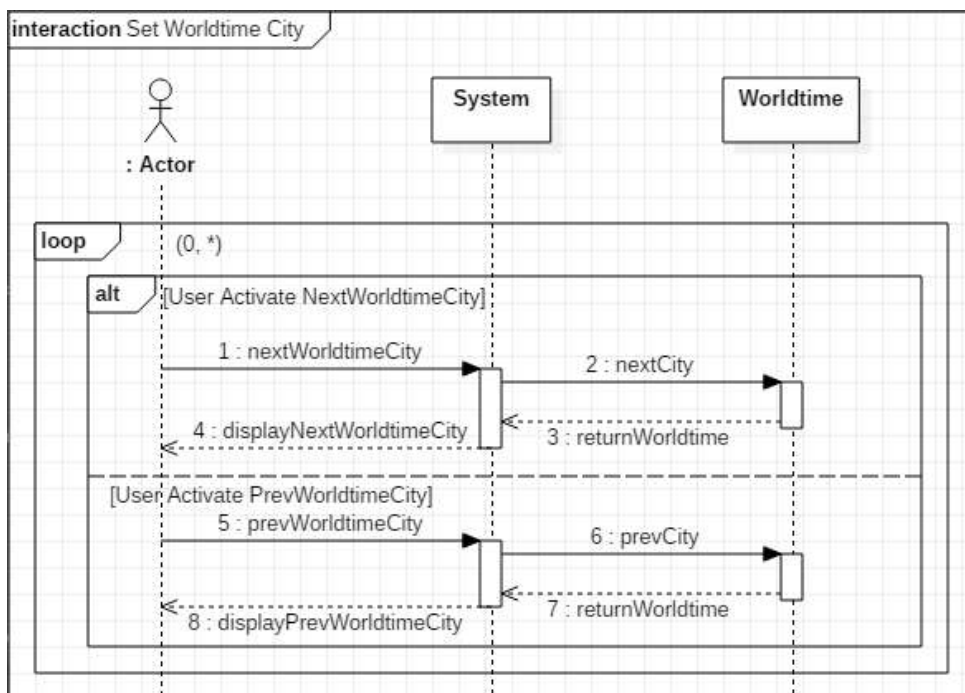 interaction Set Worldtime City
System
Worldtime
: Actor
loop
(0, *)
alt
[User Activate NextWorldtimeCity]
1 : nextWorldtimeCity
2 : nextCity
4 : displayNextWorldtimeCity
3 : returnWorldtime
[User Activate PrevWorldtimeCity]
5 : prevWorldtimeCity
6 : prevCity
7 : returnWorldtime
8 : displayPrevWorldtimeCity